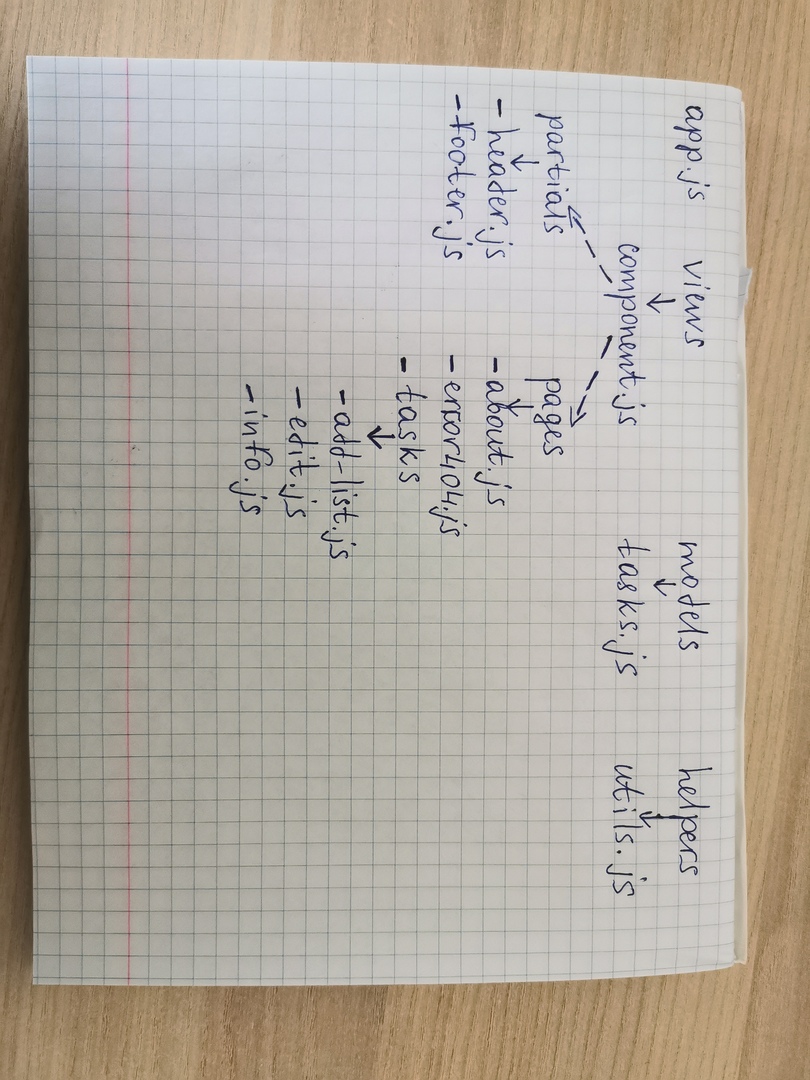 app.js views models helpers
component.js tasks.js utils.js
partials pages
- header.js - about.js
- footer.js - error404.js
- tasks
- add-list.js
- edit.js
- info.js